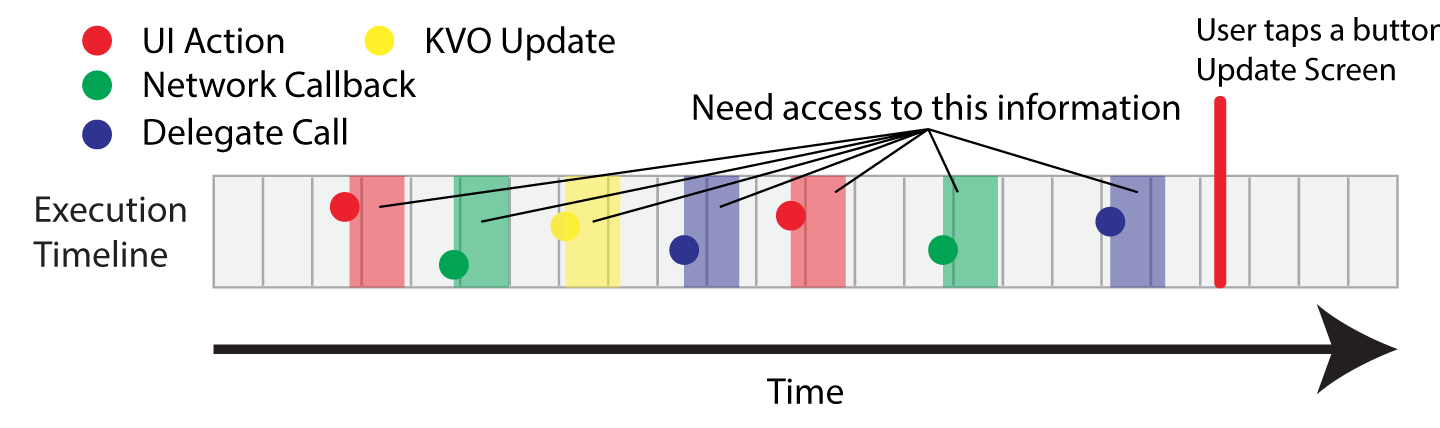 UI Action
KVO Update
Network Callback
Delegate Call
User taps a button
Update Screen
Need access to this information
Execution
Timeline
Time